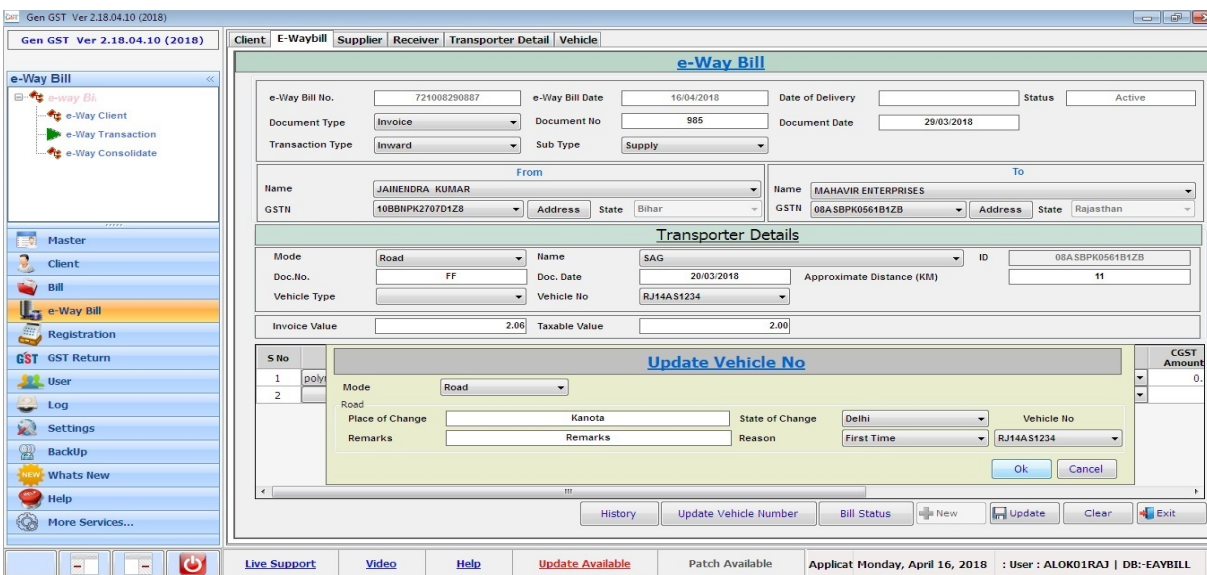 GST Gen GST Ver 2.18.04.10 (2018)
Gen GST Ver 2.18.04.10 (2018)
Client E-Waybill Supplier Receiver Transporter Detail Vehicle
e-Way Bill
e-Way Bill
e-way Bi
e-Way Client
e-Way Transaction
e-Way Consolidate
Master
Client
Bill
e-Way Bill
Registration
GST GST Return
User
Log
Settings
BackUp
NEW Whats New
Help
More Services...
e-Way Bill No. 721008290887 e-Way Bill Date 16/04/2018 Date of Delivery Status Active
Document Type Invoice Document No 985 Document Date 29/03/2018
Transaction Type Inward Sub Type Supply
From To
Name JAINENDRA KUMAR Name MAHAVIR ENTERPRISES
GSTN 10BBNPK2707D1Z8 Address State Bihar GSTN 08ASBPK0561B1ZB Address State Rajasthan
Transporter Details
Mode Road Name SAG ID 08ASBPK0561B1ZB
Doc.No. FF Doc. Date 20/03/2018 Approximate Distance (KM) 11
Vehicle Type Vehicle No RJ14AS1234
Invoice Value 2.06 Taxable Value 2.00
S No CGST Amount
1 poly 0.
2
Update Vehicle No
Mode Road
Road
Place of Change Kanota State of Change Delhi Vehicle No
Remarks Remarks Reason First Time RJ14AS1234
Ok Cancel
History Update Vehicle Number Bill Status New Update Clear Exit
Live Support Video Help Update Available Patch Available Applicat Monday, April 16, 2018 : User : ALOK01RAJ | DB:-EAYBILL